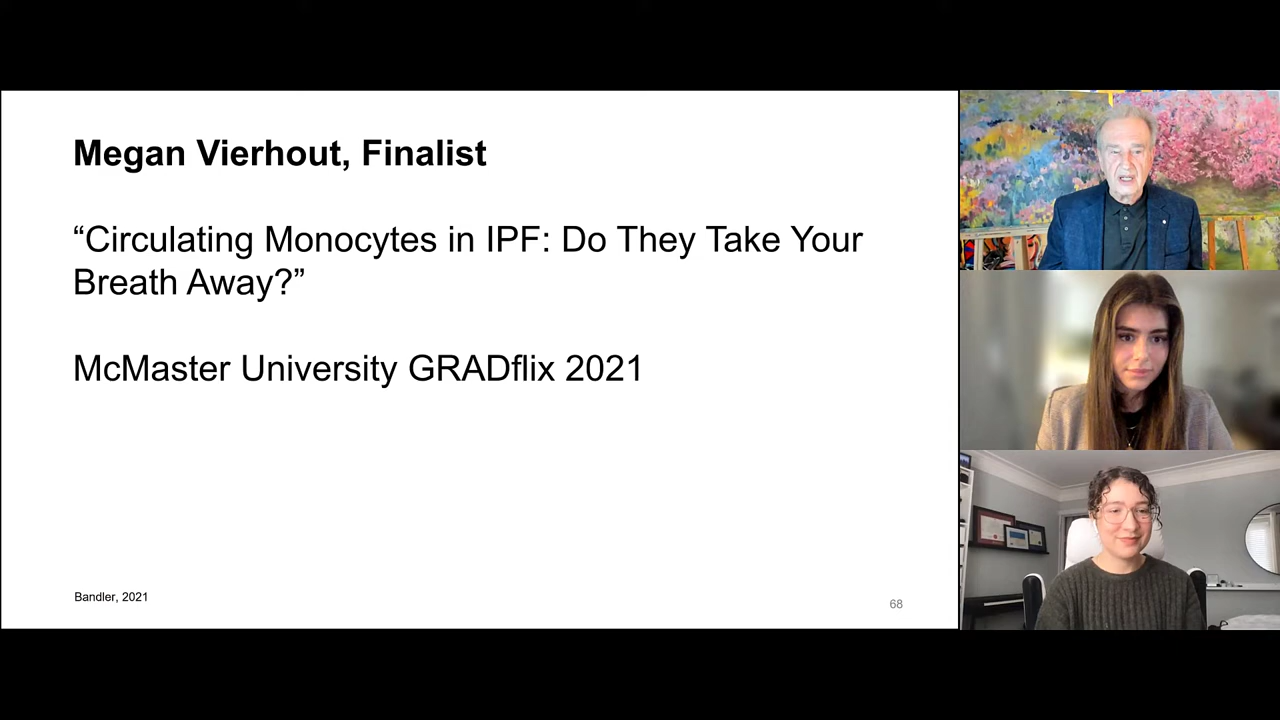 Megan Vierhout, Finalist
“Circulating Monocytes in IPF: Do They Take Your
Breath Away?”
McMaster University GRADflix 2021
Bandler, 2021
68